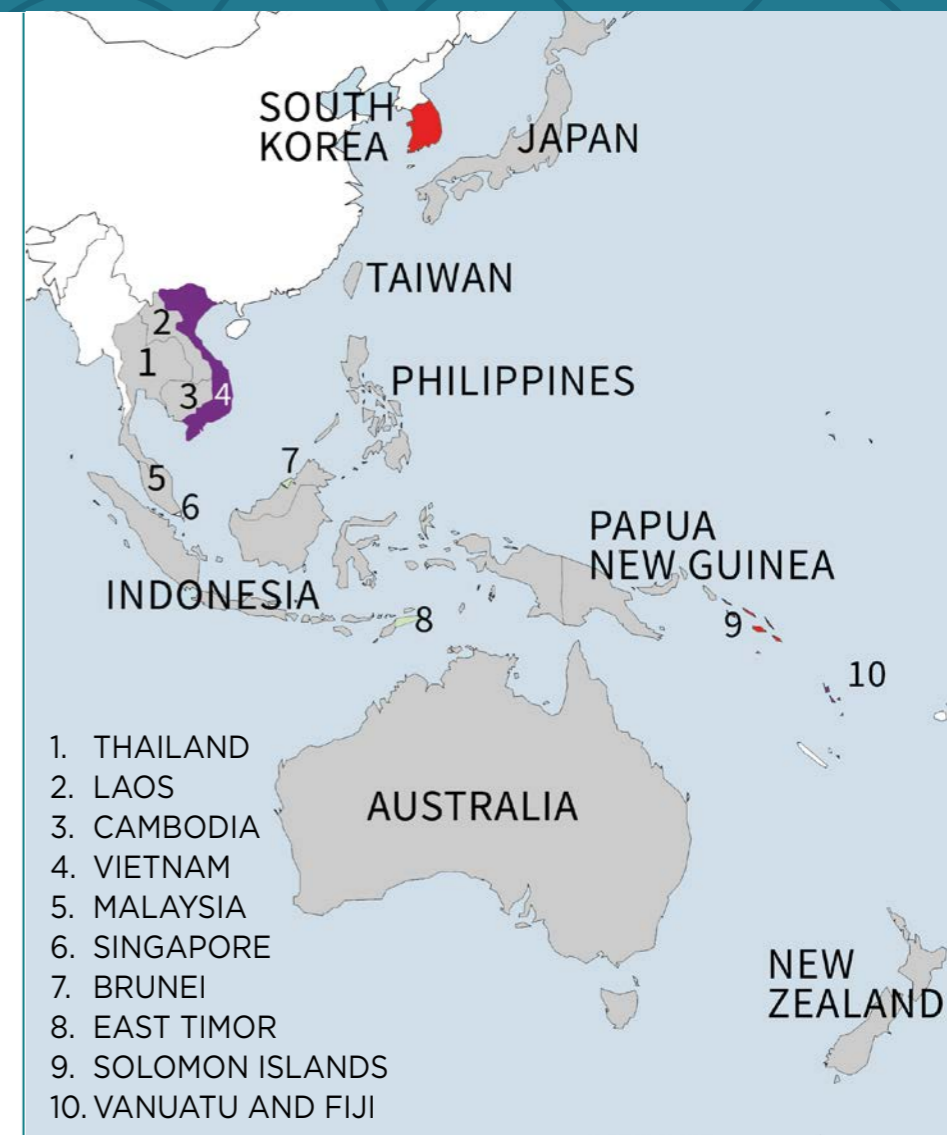 SOUTH
KOREA
JAPAN
TAIWAN
2
1
3
4
PHILIPPINES
7
5
6
PAPUA
NEW GUINEA
INDONESIA
8
9
10
1. THAILAND
2. LAOS
3. CAMBODIA
4. VIETNAM
5. MALAYSIA
6. SINGAPORE
7. BRUNEI
8. EAST TIMOR
9. SOLOMON ISLANDS
10. VANUATU AND FIJI
AUSTRALIA
NEW
ZEALAND